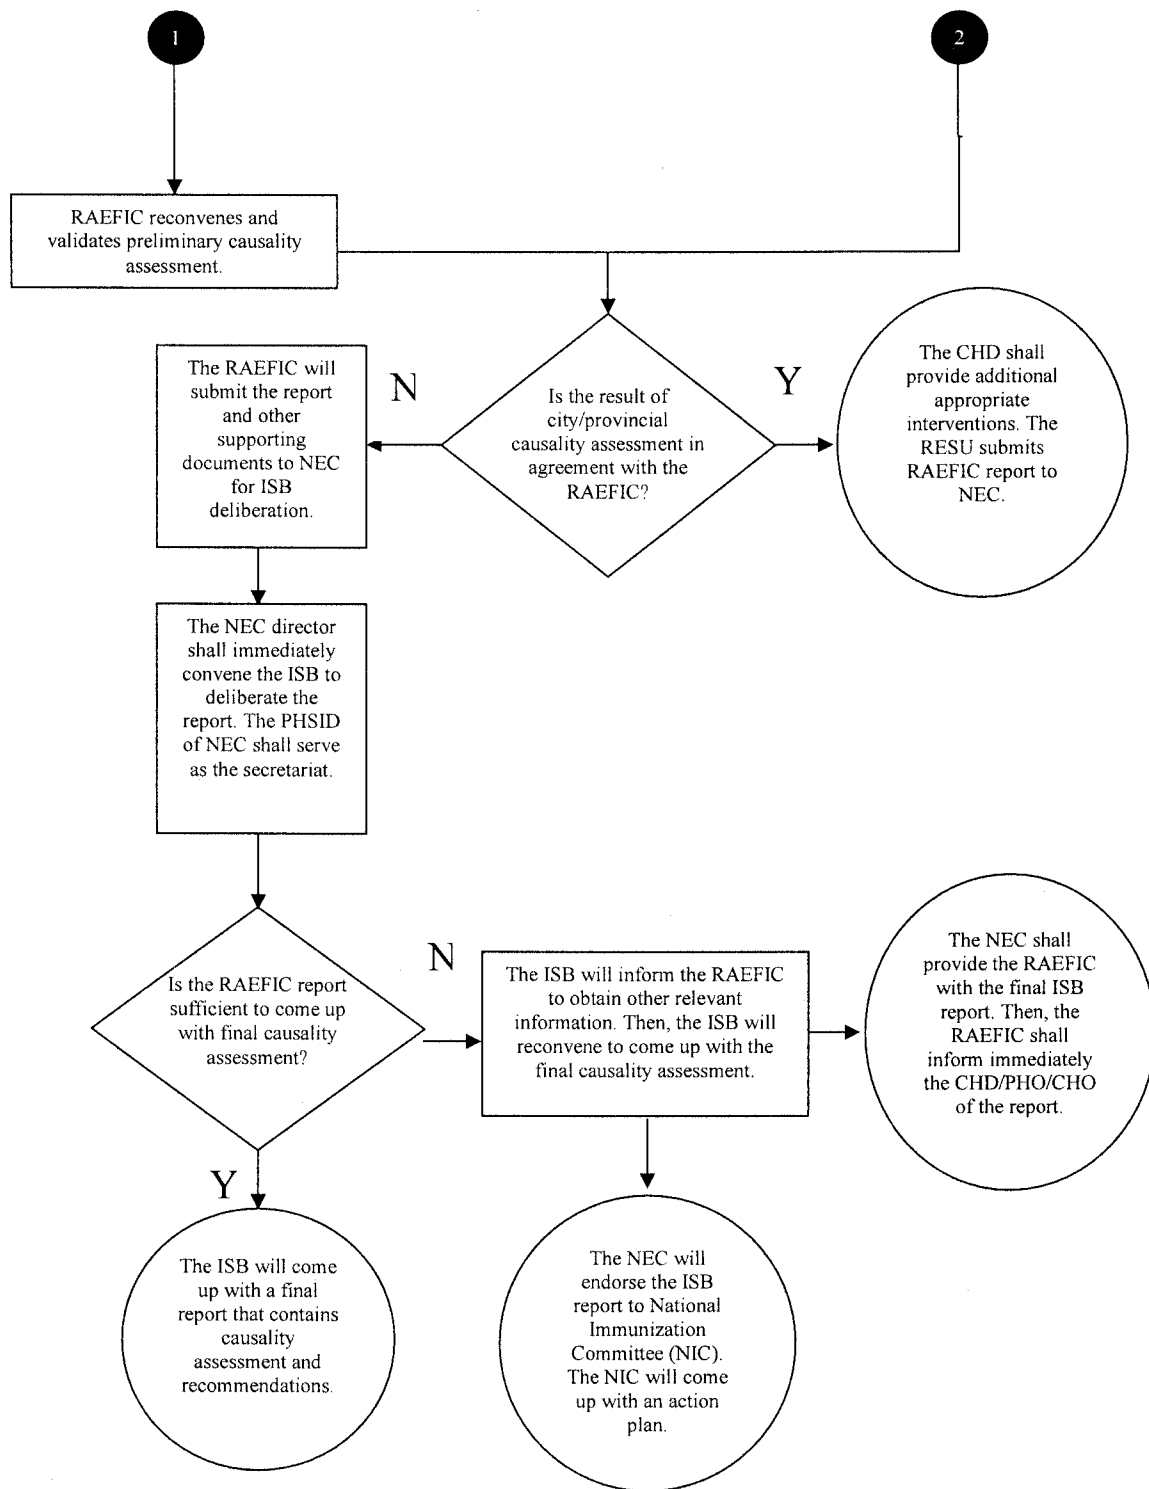 1
2
RAEFIC reconvenes and
validates preliminary causality
assessment.
The RAEFIC will
submit the report
and other
supporting
documents to NEC
for ISB
deliberation.
N
Is the result of
city/provincial
causality assessment in
agreement with the
RAEFIC?
Y
The CHD shall
provide additional
appropriate
interventions. The
RESU submits
RAEFIC report to
NEC.
The NEC director
shall immediately
convene the ISB to
deliberate the
report. The PHSID
of NEC shall serve
as the secretariat.
Is the RAEFIC report
sufficient to come up
with final causality
assessment?
N
The ISB will inform the RAEFIC
to obtain other relevant
information. Then, the ISB will
reconvene to come up with the
final causality assessment.
The NEC shall
provide the RAEFIC
with the final ISB
report. Then, the
RAEFIC shall
inform immediately
the CHD/PHO/CHO
of the report.
Y
The ISB will come
up with a final
report that contains
causality
assessment and
recommendations.
The NEC will
endorse the ISB
report to National
Immunization
Committee (NIC).
The NIC will come
up with an action
plan.